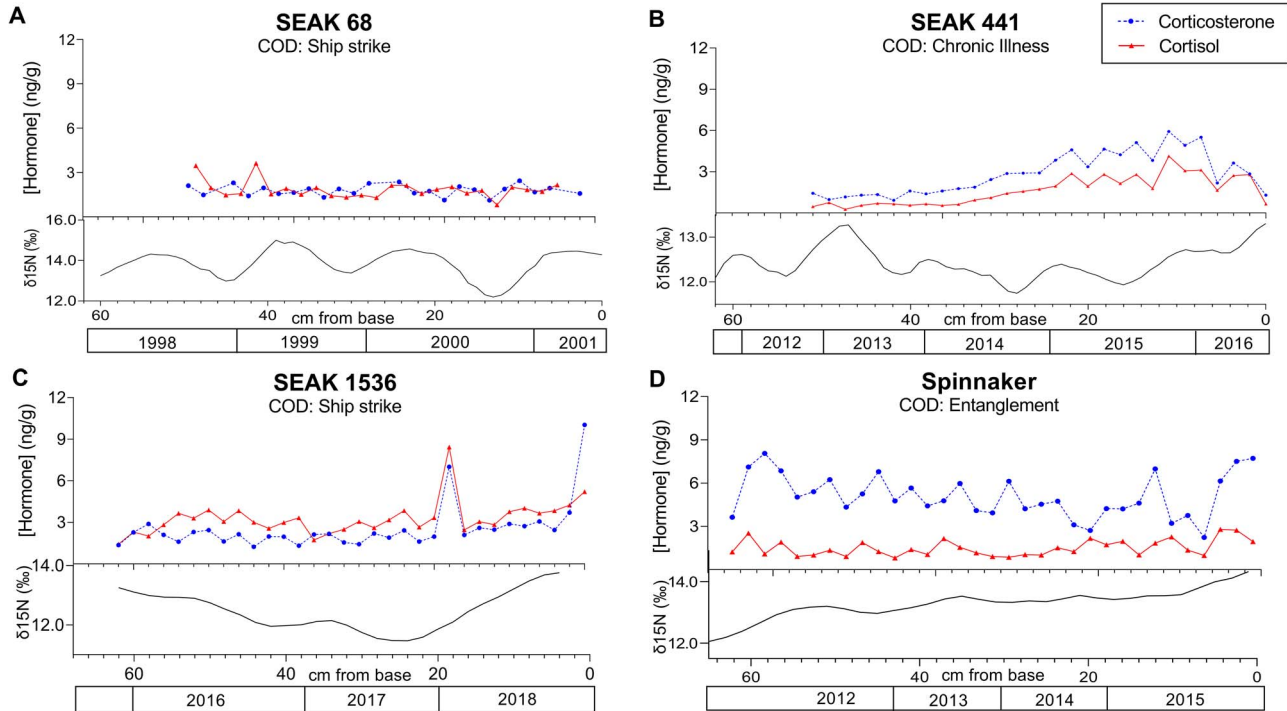 A
SEAK 68
COD: Ship strike
[Hormone] (ng/g)
12
9
6
3
δ15N (‰)
16.0
14.0
12.0
60
40
cm from base
20
0
1998
1999
2000
2001
B
SEAK 441
COD: Chronic Illness
Corticosterone
Cortisol
[Hormone] (ng/g)
12
9
6
3
δ15N (‰)
13.0
12.0
60
40
cm from base
20
0
2012
2013
2014
2015
2016
C
SEAK 1536
COD: Ship strike
[Hormone] (ng/g)
12
9
6
3
δ15N (‰)
14.0
12.0
60
40
cm from base
20
0
2016
2017
2018
D
Spinnaker
COD: Entanglement
[Hormone] (ng/g)
12
9
6
3
δ15N (‰)
14.0
12.0
60
40
cm from base
20
0
2012
2013
2014
2015